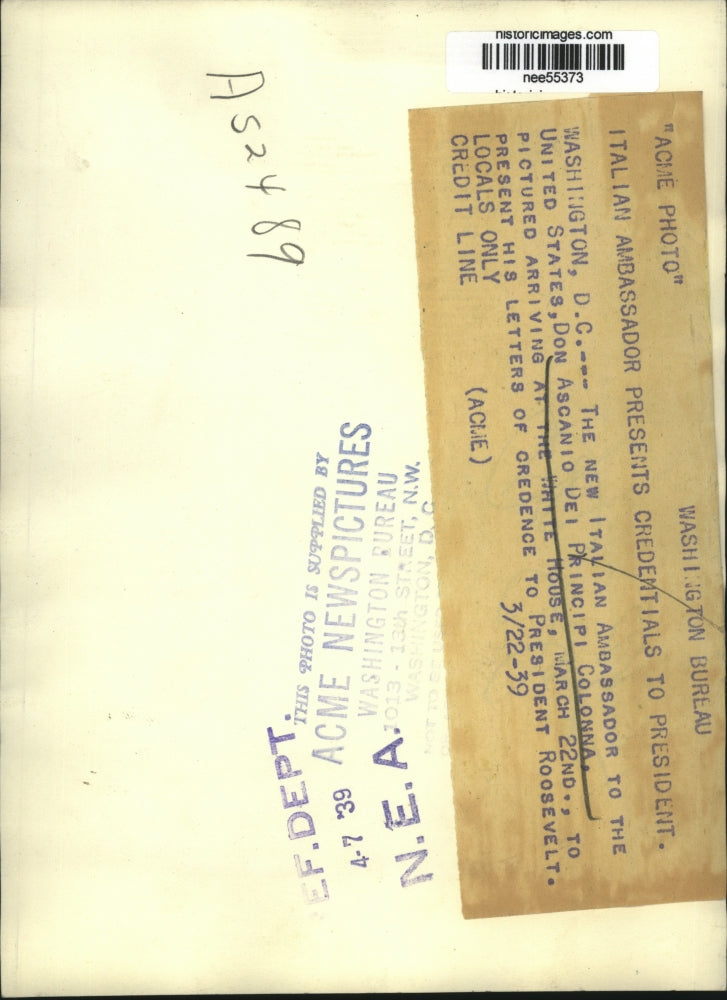 historicimages.com
nee55373
"ACME PHOTO"
WASHINGTON BUREAU
ITALIAN AMBASSADOR PRESENTS CREDENTIALS TO PRESIDENT.
WASHINGTON, D.C.--- THE NEW ITALIAN AMBASSADOR TO THE
UNITED STATES, DON ASCANIO DEI PRINCIPI COLONNA,
PICTURED ARRIVING AT THE WHITE HOUSE, MARCH 22ND., TO
PRESENT HIS LETTERS OF CREDENCE TO PRESIDENT ROOSEVELT.
LOCALS ONLY
3/22-39
CREDIT LINE
(ACME)
AS2489
THIS PHOTO IS SUPPLIED BY
ACME NEWSPICTURES
WASHINGTON BUREAU
1013 - 13th STREET, N.W.
WASHINGTON, D. C.
EF. DEPT.
4-7 '39
N. E. A.